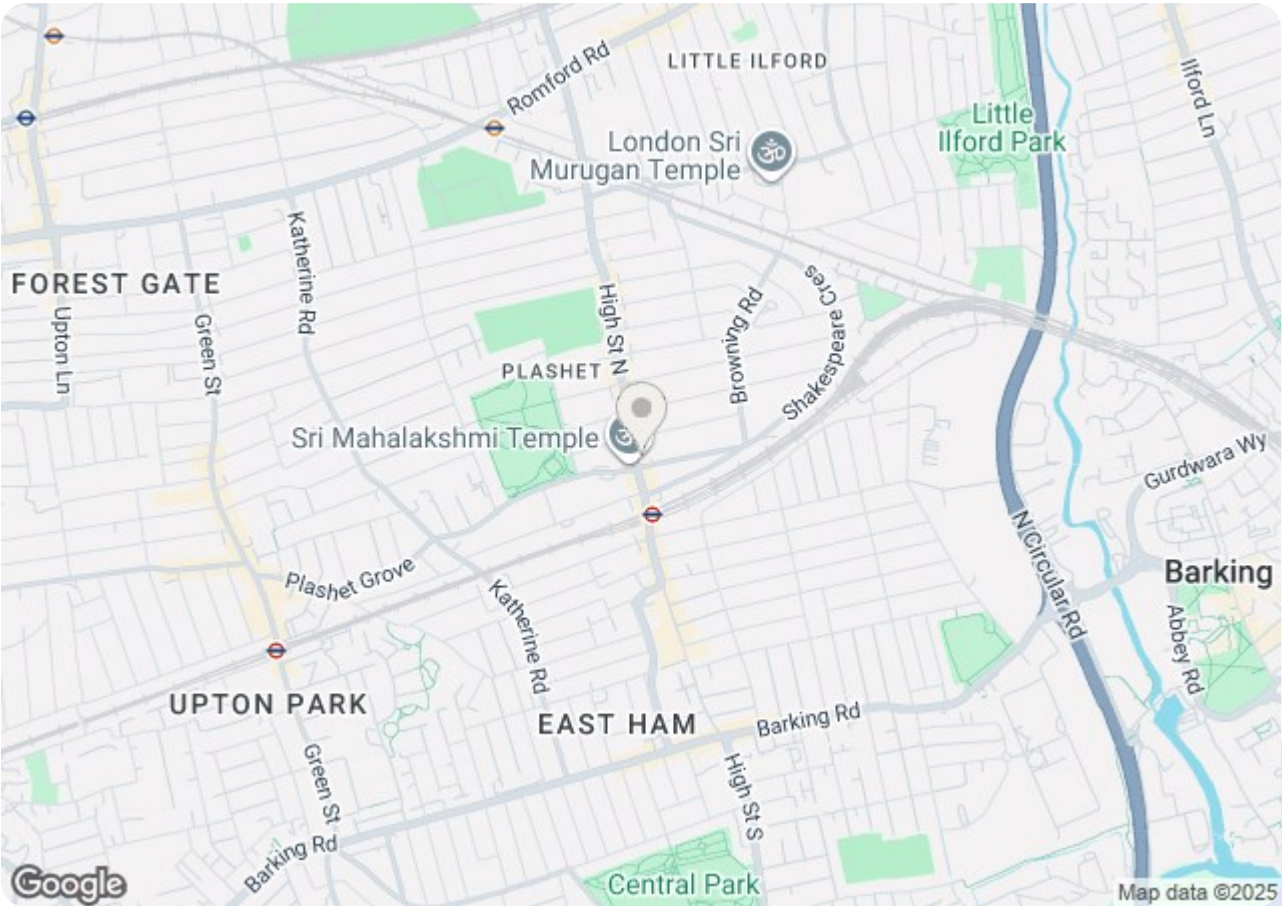 Romford Rd
LITTLE ILFORD
Ilford Ln
Little
Ilford Park
London Sri
Murugan Temple
Katherine Rd
FOREST GATE
Upton Ln
Green St
High St N
Browning Rd
Shakespeare Cres
PLASHET
Sri Mahalakshmi Temple
Gurdwara Wy
N Circular Rd
Barking
Plashet Grove
Katherine Rd
Abbey Rd
UPTON PARK
EAST HAM
Barking Rd
Green St
High St S
Barking Rd
Central Park
Google
Map data ©2025